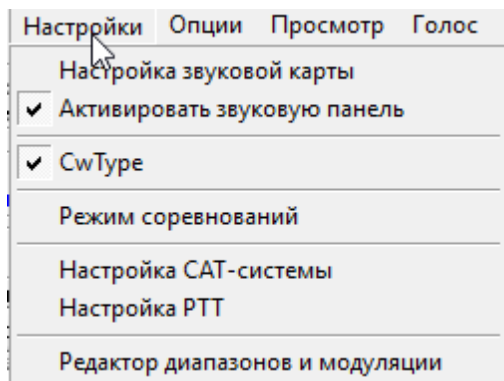 Настройки Опции Просмотр Голос
Настройка звуковой карты
Активировать звуковую панель
CwType
Режим соревнований
Настройка CAT-системы
Настройка PTT
Редактор диапазонов и модуляции